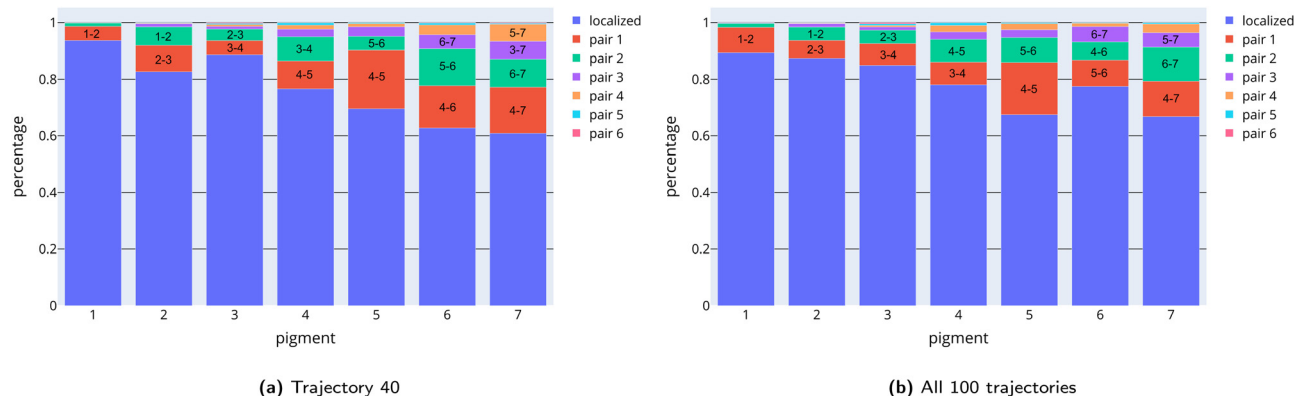 1
0.8
0.6
0.4
0.2
0
percentage
1-2
2-3
1-2
3-4
2-3
4-5
3-4
4-5
5-6
4-6
5-6
6-7
4-7
6-7
3-7
5-7
1 2 3 4 5 6 7
pigment
localized
pair 1
pair 2
pair 3
pair 4
pair 5
pair 6
(a) Trajectory 40
1
0.8
0.6
0.4
0.2
0
percentage
1-2
2-3
1-2
3-4
2-3
3-4
4-5
4-5
5-6
5-6
4-6
6-7
4-7
6-7
5-7
1 2 3 4 5 6 7
pigment
localized
pair 1
pair 2
pair 3
pair 4
pair 5
pair 6
(b) All 100 trajectories